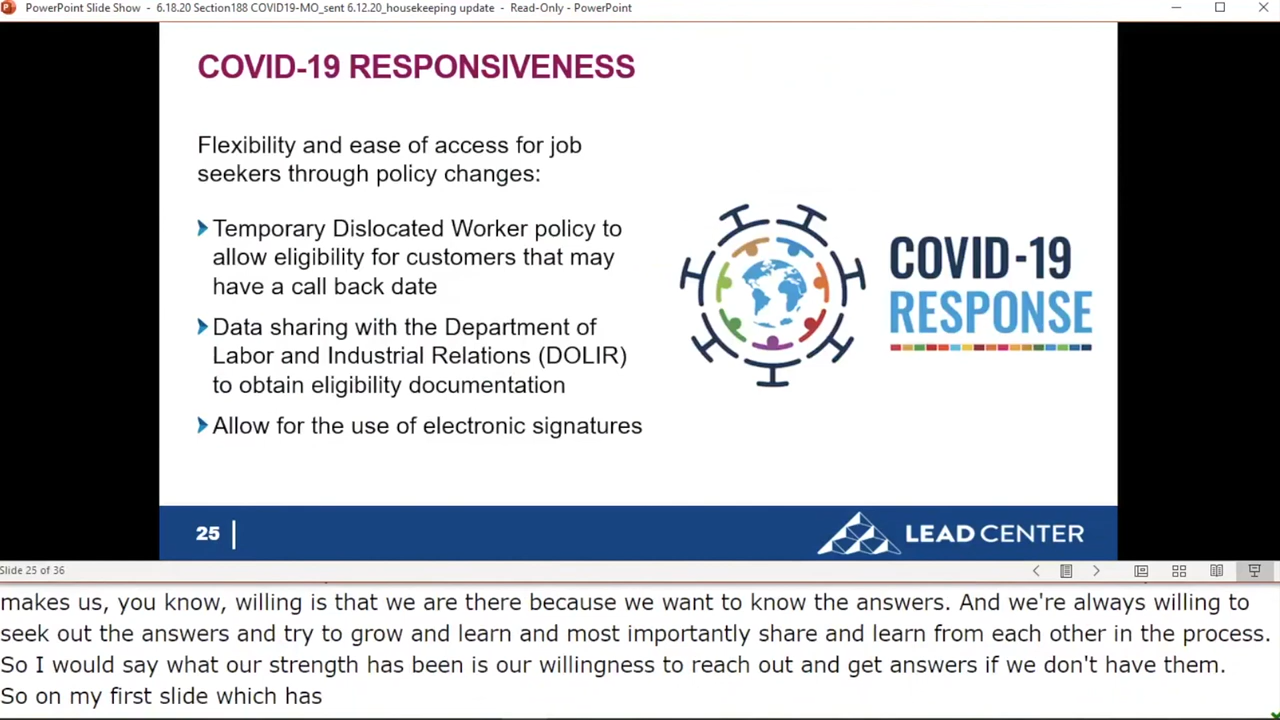 PowerPoint Slide Show - 6.18.20 Section188 COVID19-MO_sent 6.12.20_housekeeping update - Read-Only - PowerPoint
COVID-19 RESPONSIVENESS
Flexibility and ease of access for job
seekers through policy changes:
Temporary Dislocated Worker policy to
allow eligibility for customers that may
have a call back date
Data sharing with the Department of
Labor and Industrial Relations (DOLIR)
to obtain eligibility documentation
Allow for the use of electronic signatures
COVID-19
RESPONSE
25
LEAD CENTER
Slide 25 of 36
makes us, you know, willing is that we are there because we want to know the answers. And we're always willing to
seek out the answers and try to grow and learn and most importantly share and learn from each other in the process.
So I would say what our strength has been is our willingness to reach out and get answers if we don't have them.
So on my first slide which has